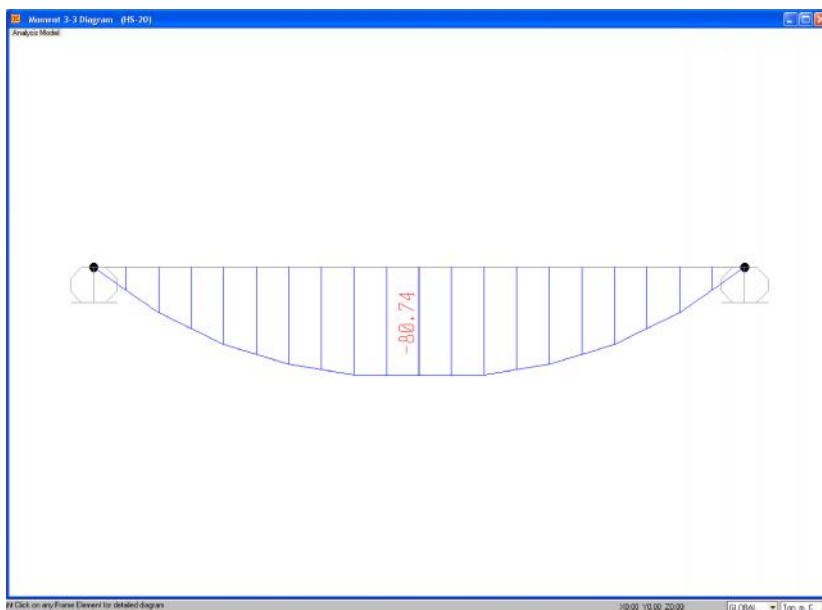 Moment 3-3 Diagram (HS-20)
Analysis Model
-80.74
Click on any Frame Element for detailed diagram
X0.00 Y0.00 Z0.00
GLOBAL
Ton, m, C